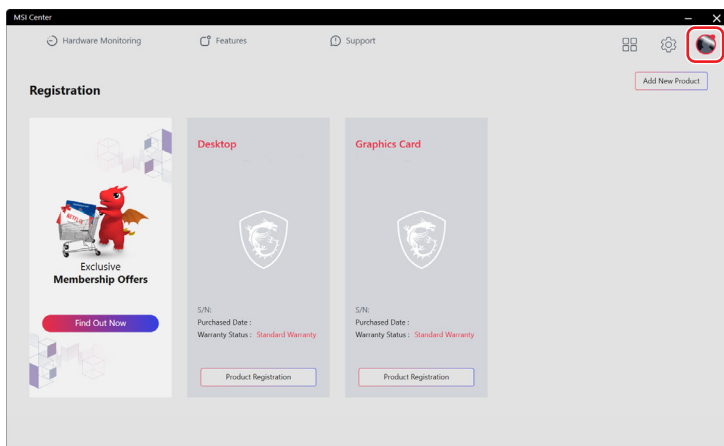 MSI Center
Hardware Monitoring
Features
Support
Add New Product
Registration
Desktop
Graphics Card
NETFLIX
Exclusive
Membership Offers
Find Out Now
S/N:
Purchased Date :
Warranty Status : Standard Warranty
Product Registration
S/N:
Purchased Date :
Warranty Status : Standard Warranty
Product Registration